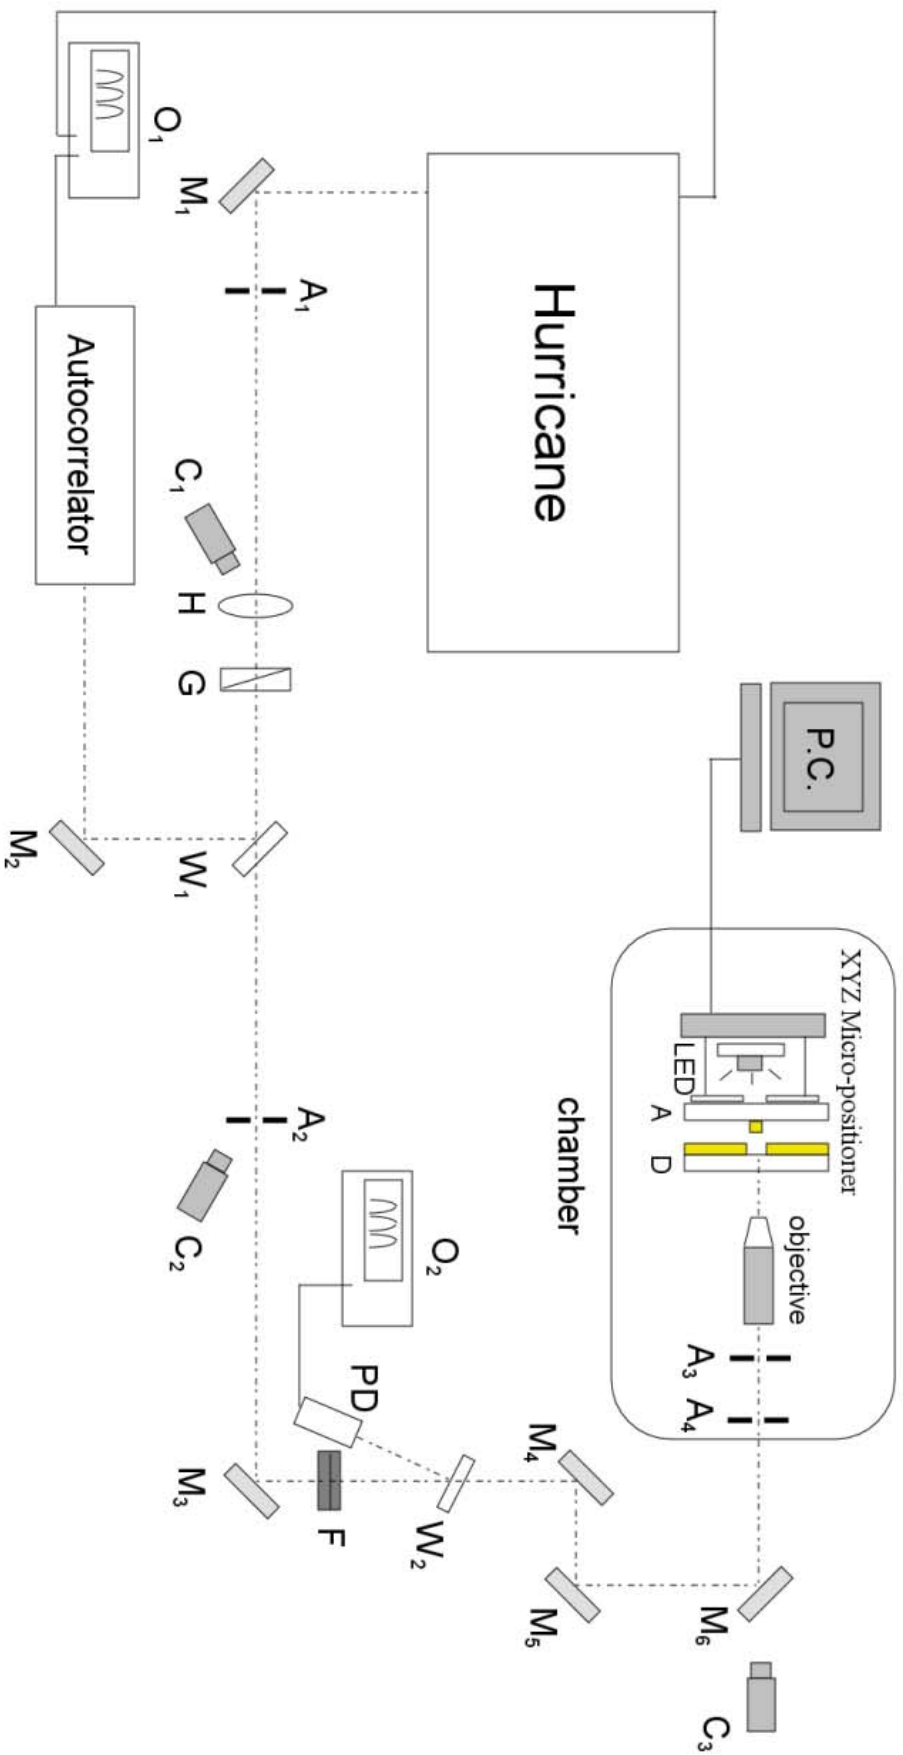 Hurricane
O₁
M₁
A₁
Autocorrelator
C₁
H
G
M₂
W₁
A₂
C₂
O₂
PD
M₃
F
W₂
M₄
M₅
M₆
C₃
P.C.
XYZ Micro-positioner
LED
A
D
objective
A₃
A₄
chamber